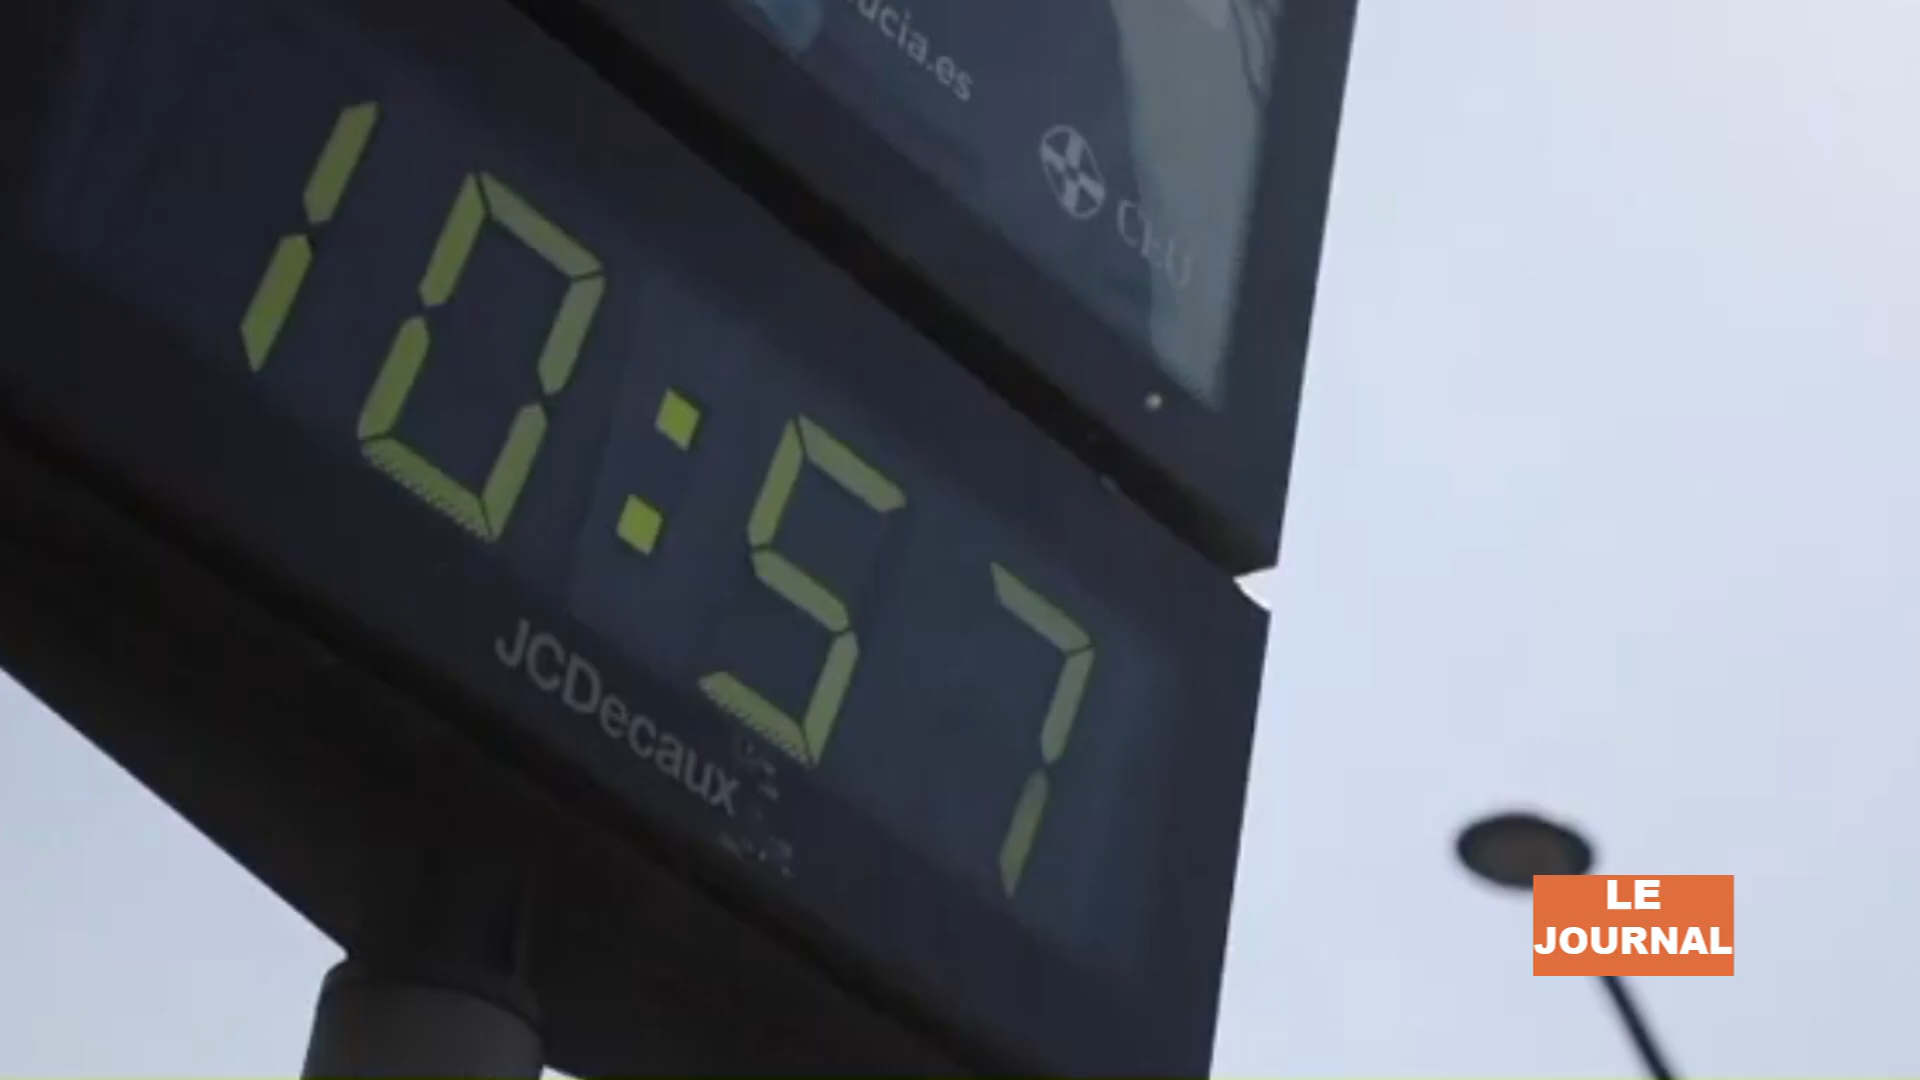 ucia.es
CEU
10:57
JCDecaux
LE
JOURNAL